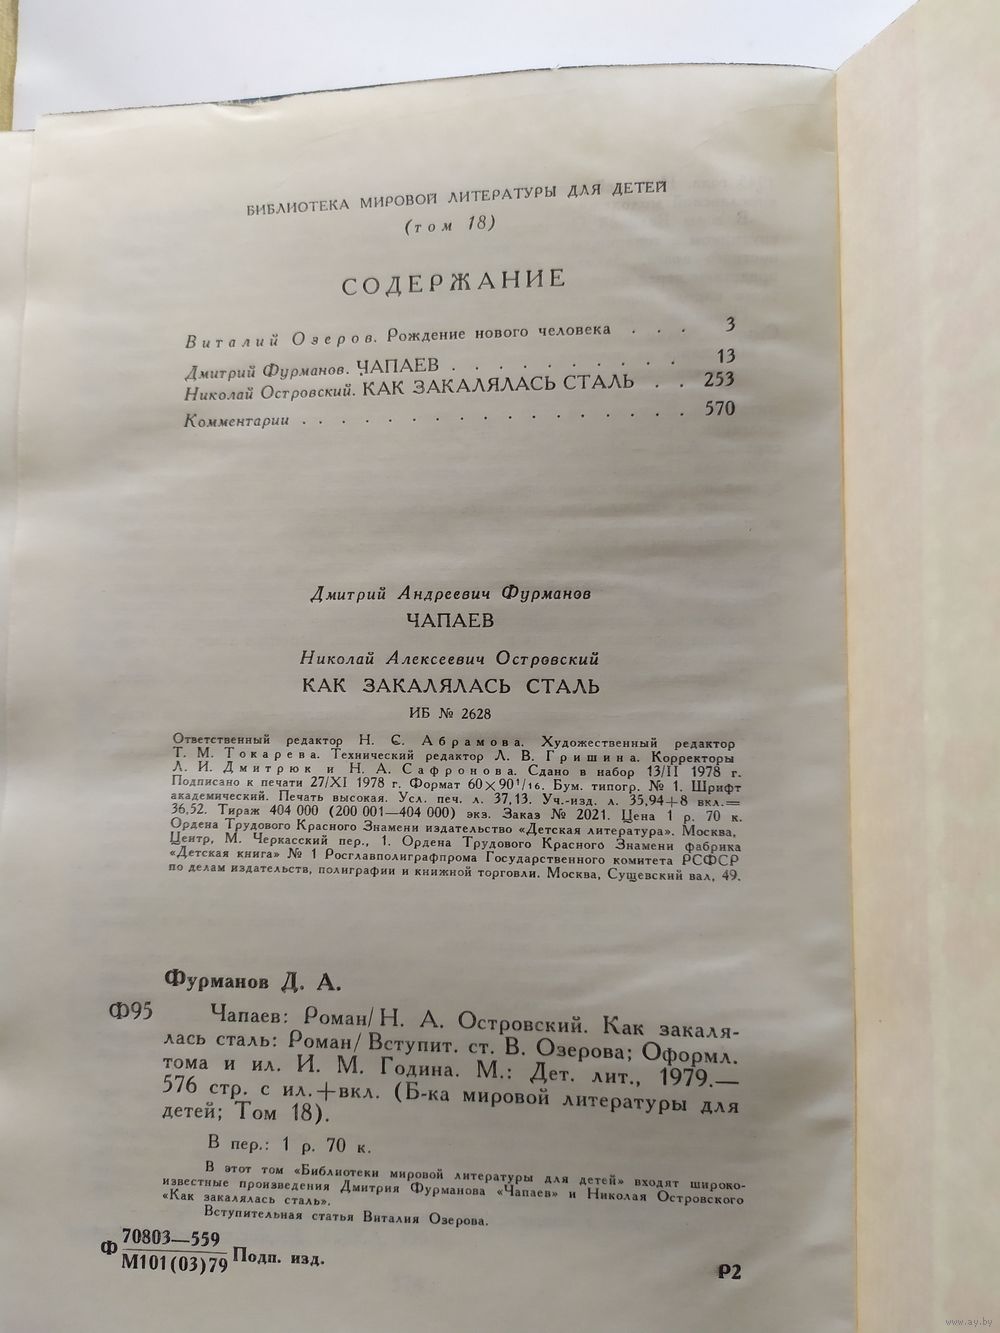 БИБЛИОТЕКА МИРОВОЙ ЛИТЕРАТУРЫ ДЛЯ ДЕТЕЙ
(том 18)
СОДЕРЖАНИЕ
Виталий Озеров. Рождение нового человека . . . 3
Дмитрий Фурманов. ЧАПАЕВ . . . . . . . . . 13
Николай Островский. КАК ЗАКАЛЯЛАСЬ СТАЛЬ . . 253
Комментарии . . . . . . . . . . . . . . 570
Дмитрий Андреевич Фурманов
ЧАПАЕВ
Николай Алексеевич Островский
КАК ЗАКАЛЯЛАСЬ СТАЛЬ
ИБ № 2628
Ответственный редактор Н. С. Абрамова. Художественный редактор
Т. М. Токарева. Технический редактор Л. В. Гришина. Корректоры
Л. И. Дмитрюк и Н. А. Сафронова. Сдано в набор 13/II 1978 г.
Подписано к печати 27/XI 1978 г. Формат 60×90¹/₁₆. Бум. типогр. № 1. Шрифт
академический. Печать высокая. Усл. печ. л. 37,13. Уч.-изд. л. 35,94+8 вкл.=
36,52. Тираж 404 000 (200 001—404 000) экз. Заказ № 2021. Цена 1 р. 70 к.
Ордена Трудового Красного Знамени издательство «Детская литература». Москва,
Центр, М. Черкасский пер., 1. Ордена Трудового Красного Знамени фабрика
«Детская книга» № 1 Росглавполиграфпрома Государственного комитета РСФСР
по делам издательств, полиграфии и книжной торговли. Москва, Сущевский вал, 49.
Фурманов Д. А.
Ф95 Чапаев: Роман/Н. А. Островский. Как закаля-
лась сталь: Роман/Вступит. ст. В. Озерова; Оформл.
тома и ил. И. М. Година. М.: Дет. лит., 1979.—
576 стр. с ил.+вкл. (Б-ка мировой литературы для
детей; Том 18).
В пер.: 1 р. 70 к.
В этот том «Библиотеки мировой литературы для детей» входят широко-
известные произведения Дмитрия Фурманова «Чапаев» и Николая Островского
«Как закалялась сталь».
Вступительная статья Виталия Озерова.
Ф 70803—559
М101(03)79 Подп. изд.
Р2
www.ay.by